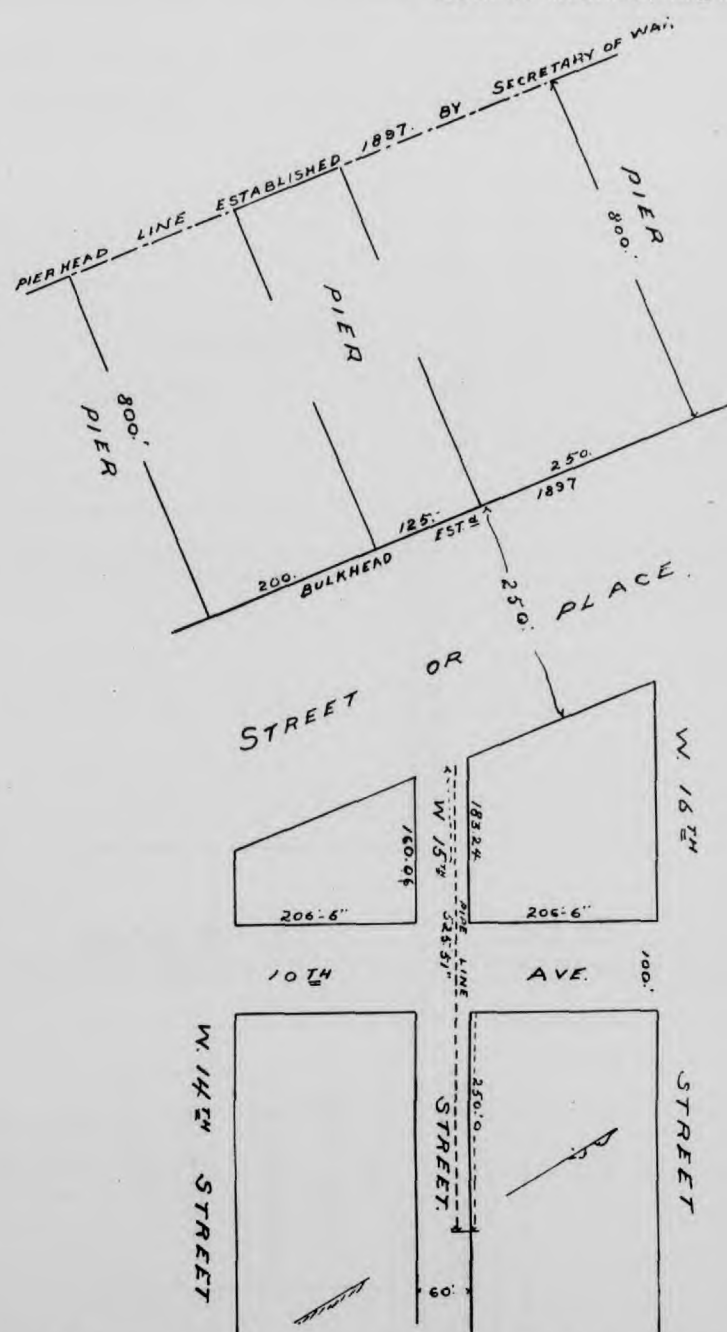 PIERHEAD LINE ESTABLISHED 1897. BY SECRETARY OF WAR
PIER
800.'
PIER
PIER
800.'
200. 125. 250.
BULKHEAD EST.d 1897
250.'
STREET OR PLACE.
W 15TH
183.24
160.06
W. 16TH
206'-6"
PIPE LINE
206'-6"
10TH
AVE.
100.'
250.'0
W. 14TH STREET
STREET.
STREET
60.'